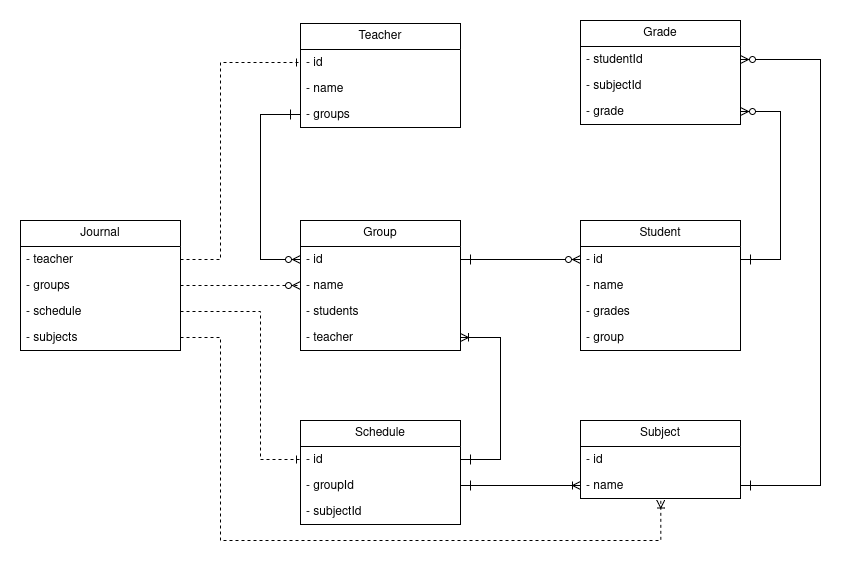 Teacher
- id
- name
- groups
Grade
- studentId
- subjectId
- grade
Journal
- teacher
- groups
- schedule
- subjects
Group
- id
- name
- students
- teacher
Student
- id
- name
- grades
- group
Schedule
- id
- groupId
- subjectId
Subject
- id
- name